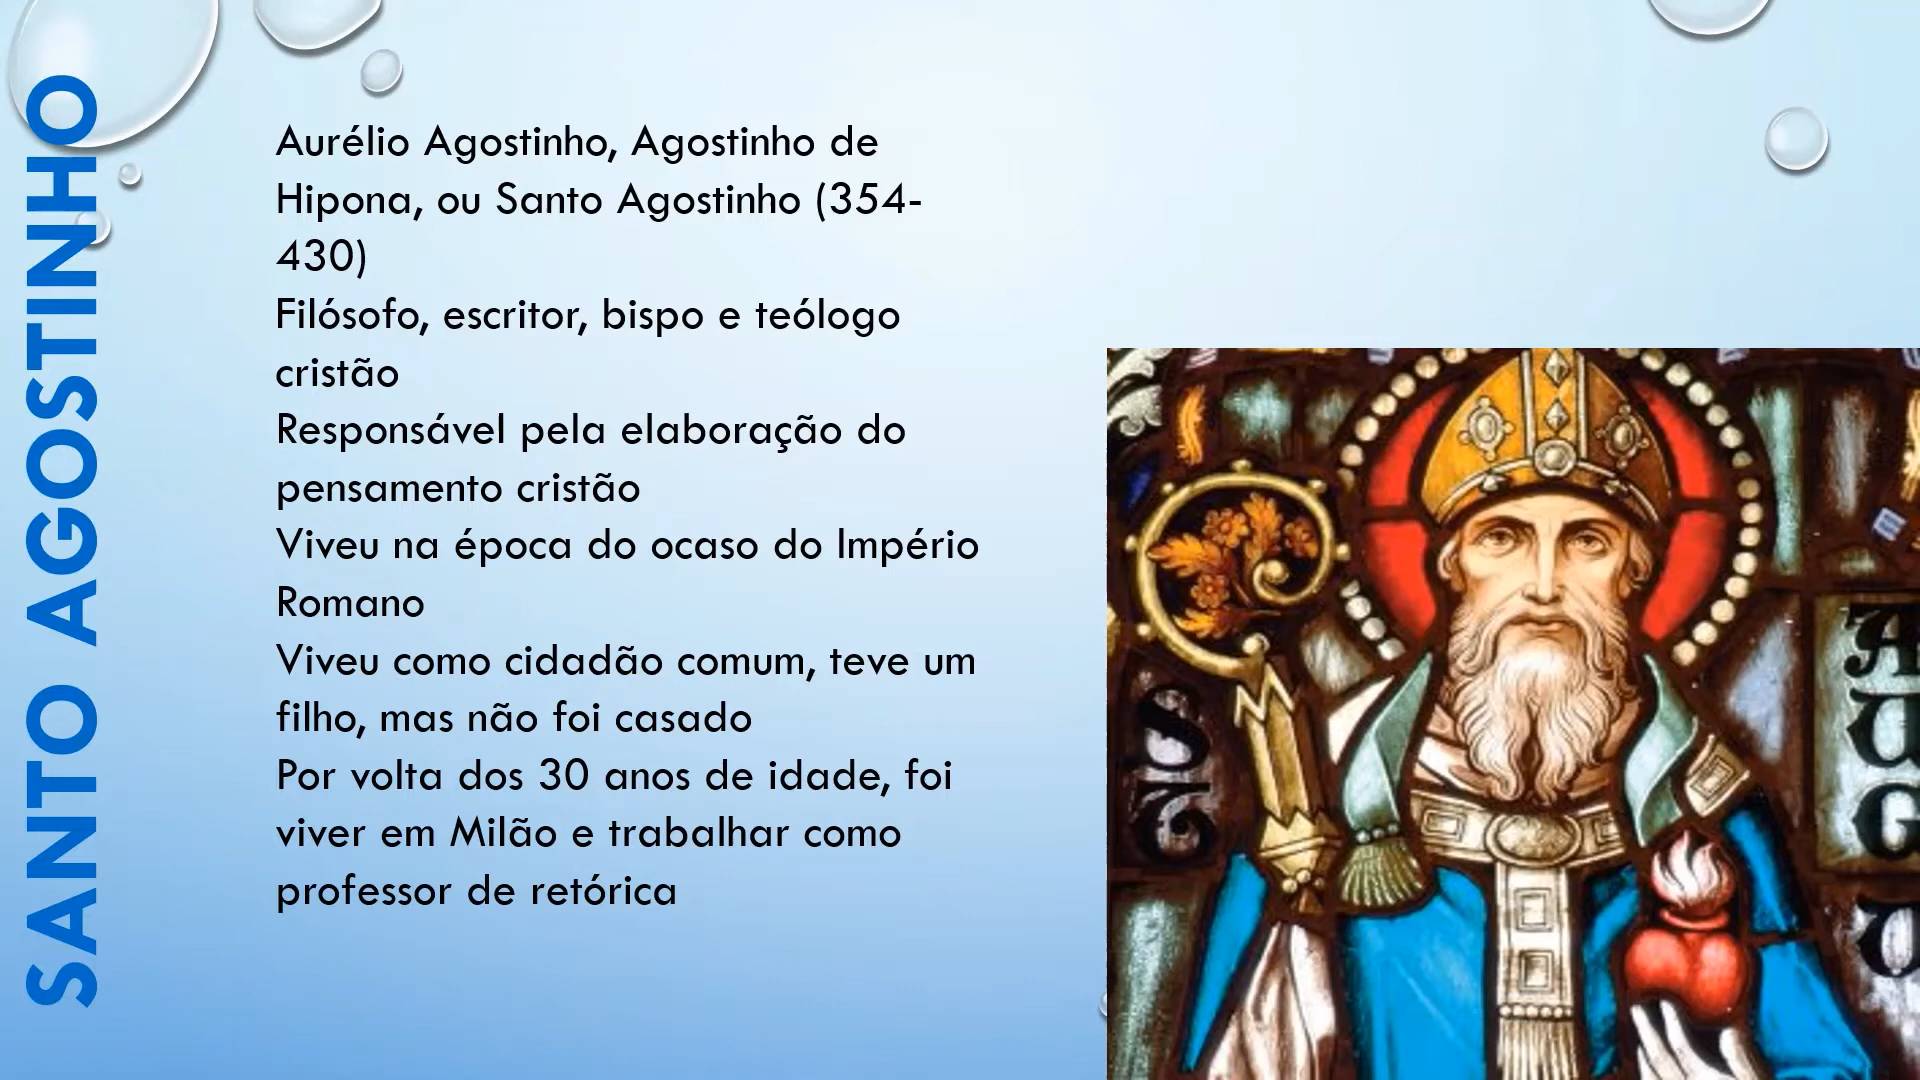 SANTO AGOSTINHO
Aurélio Agostinho, Agostinho de
Hipona, ou Santo Agostinho (354-
430)
Filósofo, escritor, bispo e teólogo
cristão
Responsável pela elaboração do
pensamento cristão
Viveu na época do ocaso do Império
Romano
Viveu como cidadão comum, teve um
filho, mas não foi casado
Por volta dos 30 anos de idade, foi
viver em Milão e trabalhar como
professor de retórica